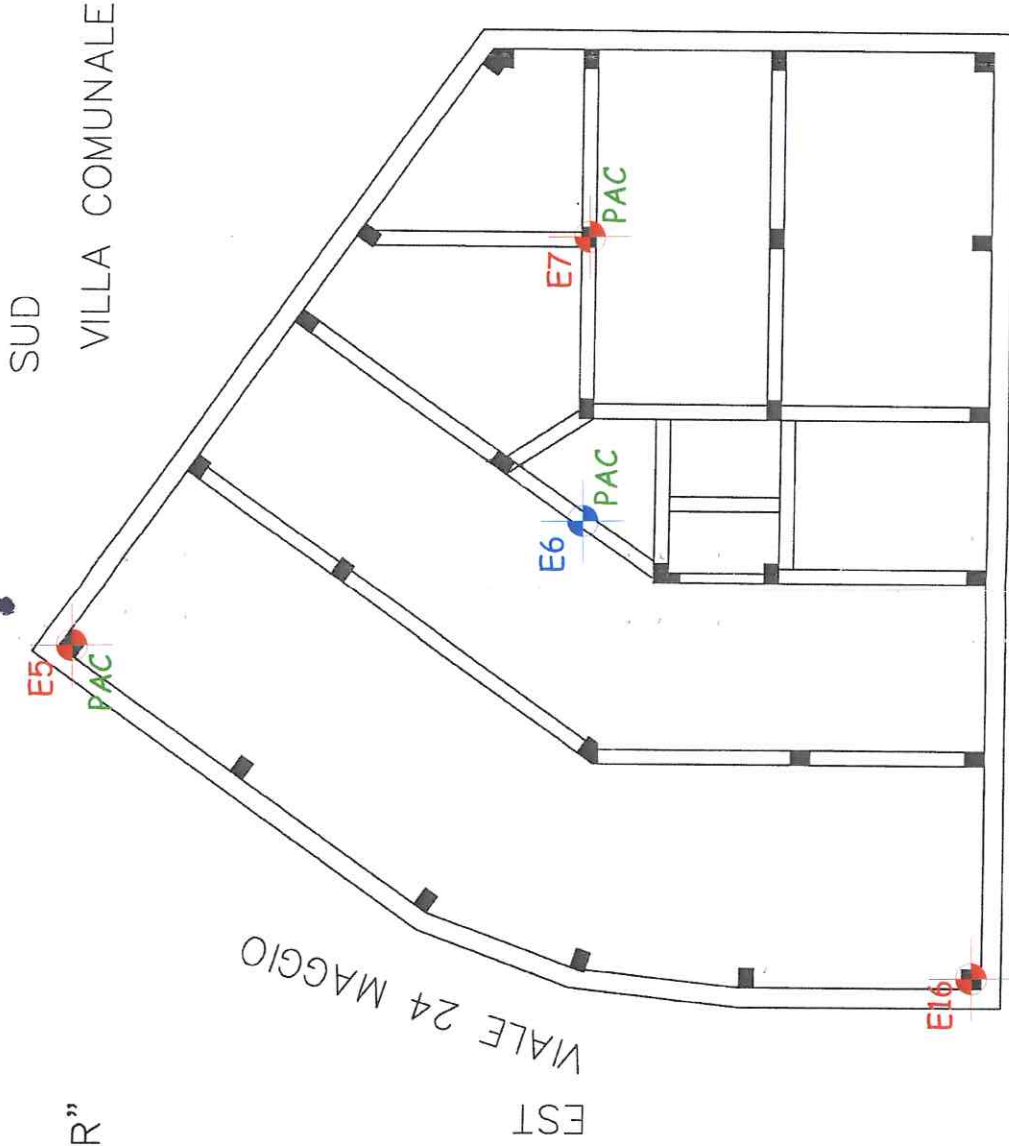 SUD
VILLA COMUNALE
E5
PAC
E7
PAC
E6
PAC
VIALE 24 MAGGIO
E16
EST
R”